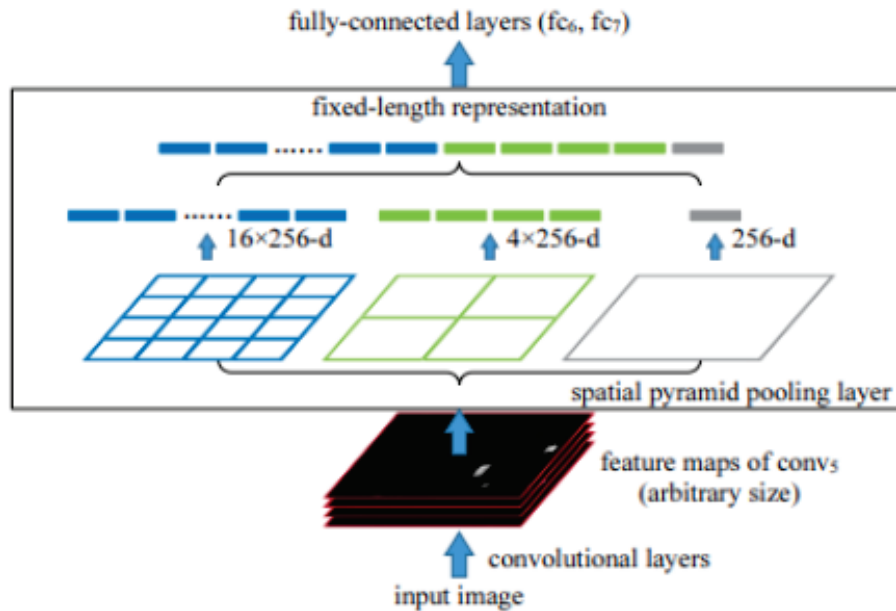 fully-connected layers (fc₆, fc₇)
fixed-length representation
......
......
16×256-d
4×256-d
256-d
spatial pyramid pooling layer
feature maps of conv₅
(arbitrary size)
convolutional layers
input image